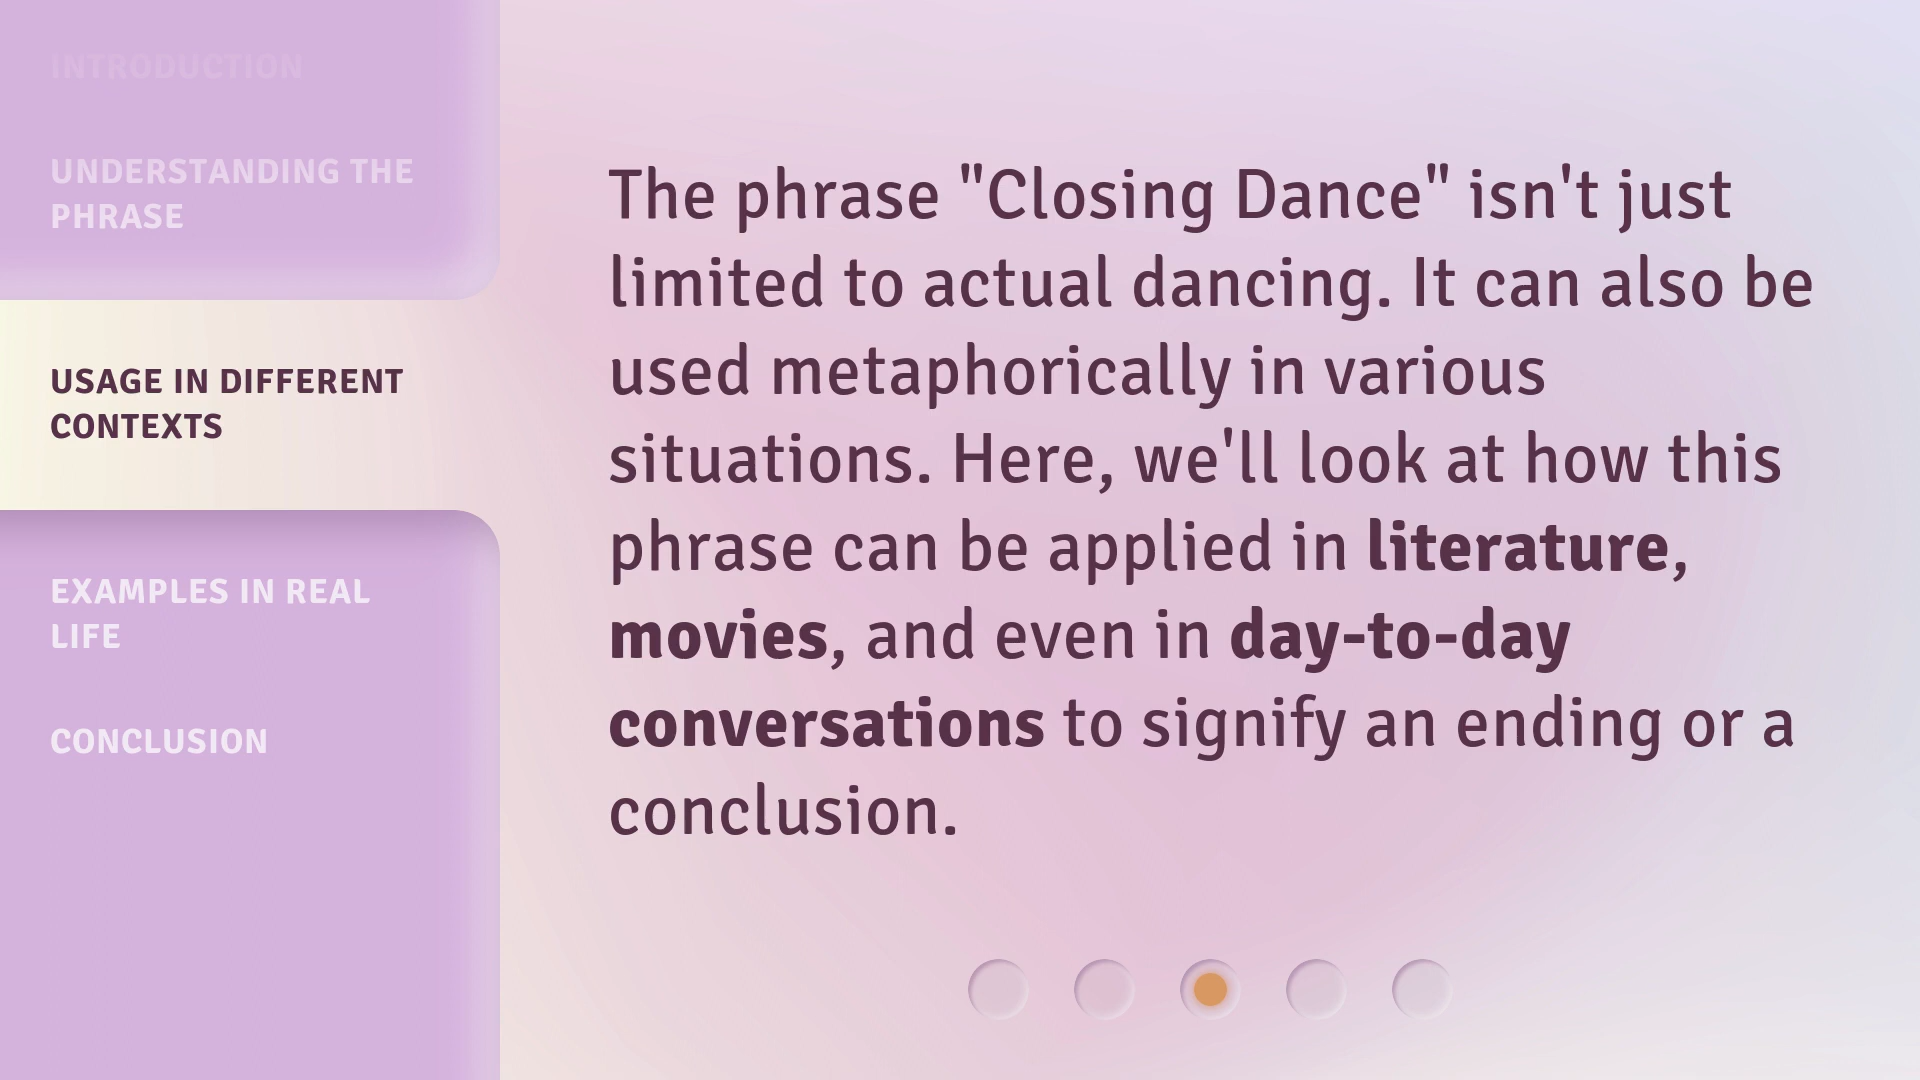 INTRODUCTION
UNDERSTANDING THE
PHRASE
USAGE IN DIFFERENT
CONTEXTS
EXAMPLES IN REAL
LIFE
CONCLUSION
The phrase "Closing Dance" isn't just
limited to actual dancing. It can also be
used metaphorically in various
situations. Here, we'll look at how this
phrase can be applied in literature,
movies, and even in day-to-day
conversations to signify an ending or a
conclusion.